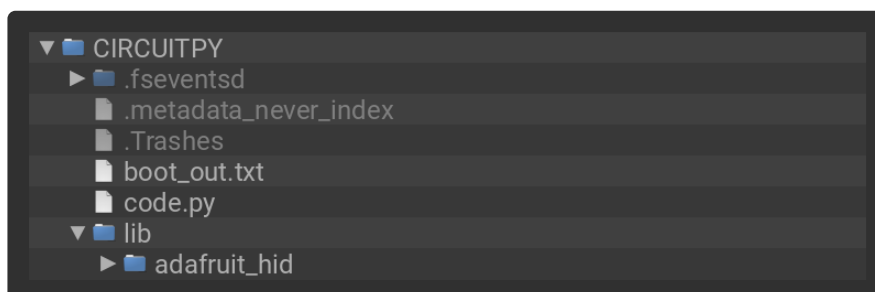 CIRCUITPY
.fseventsd
.metadata_never_index
.Trashes
boot_out.txt
code.py
lib
adafruit_hid